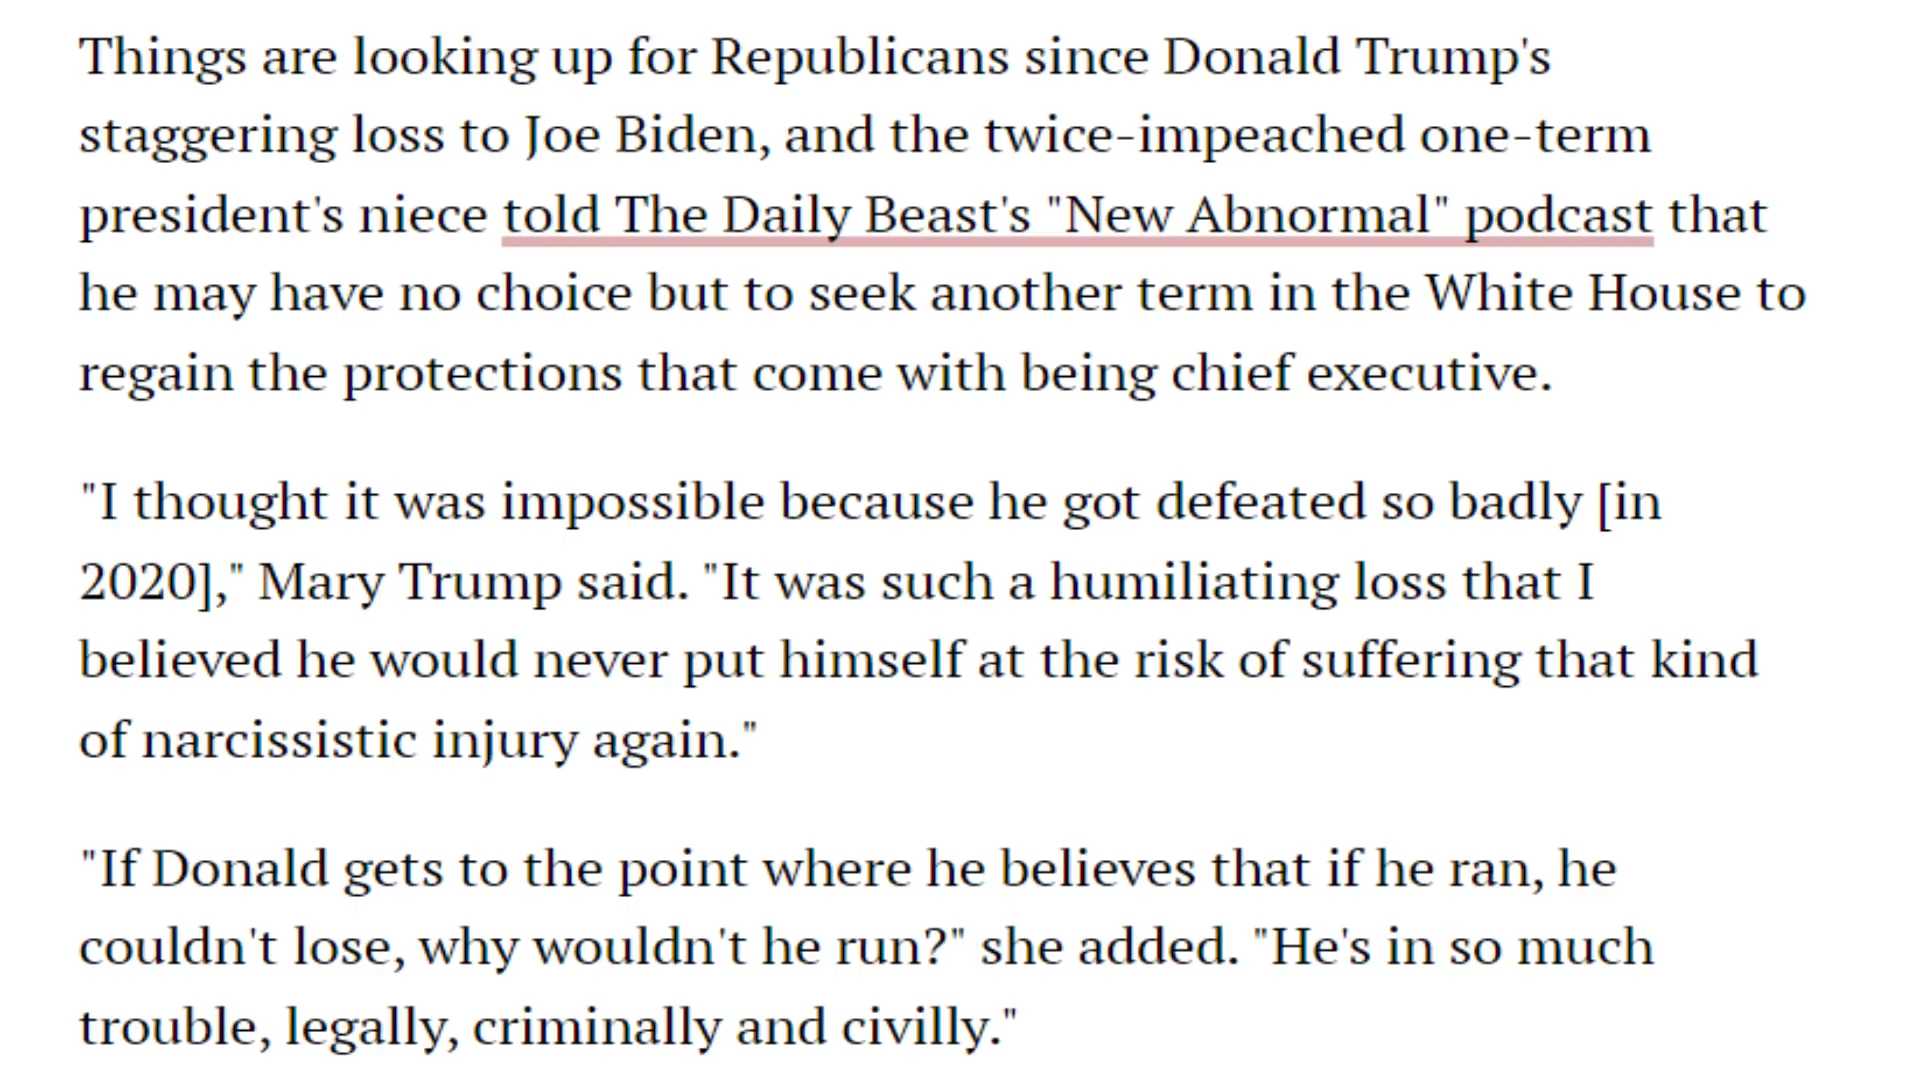 Things are looking up for Republicans since Donald Trump's
staggering loss to Joe Biden, and the twice-impeached one-term
president's niece told The Daily Beast's "New Abnormal" podcast that
he may have no choice but to seek another term in the White House to
regain the protections that come with being chief executive.
"I thought it was impossible because he got defeated so badly [in
2020]," Mary Trump said. "It was such a humiliating loss that I
believed he would never put himself at the risk of suffering that kind
of narcissistic injury again."
"If Donald gets to the point where he believes that if he ran, he
couldn't lose, why wouldn't he run?" she added. "He's in so much
trouble, legally, criminally and civilly."